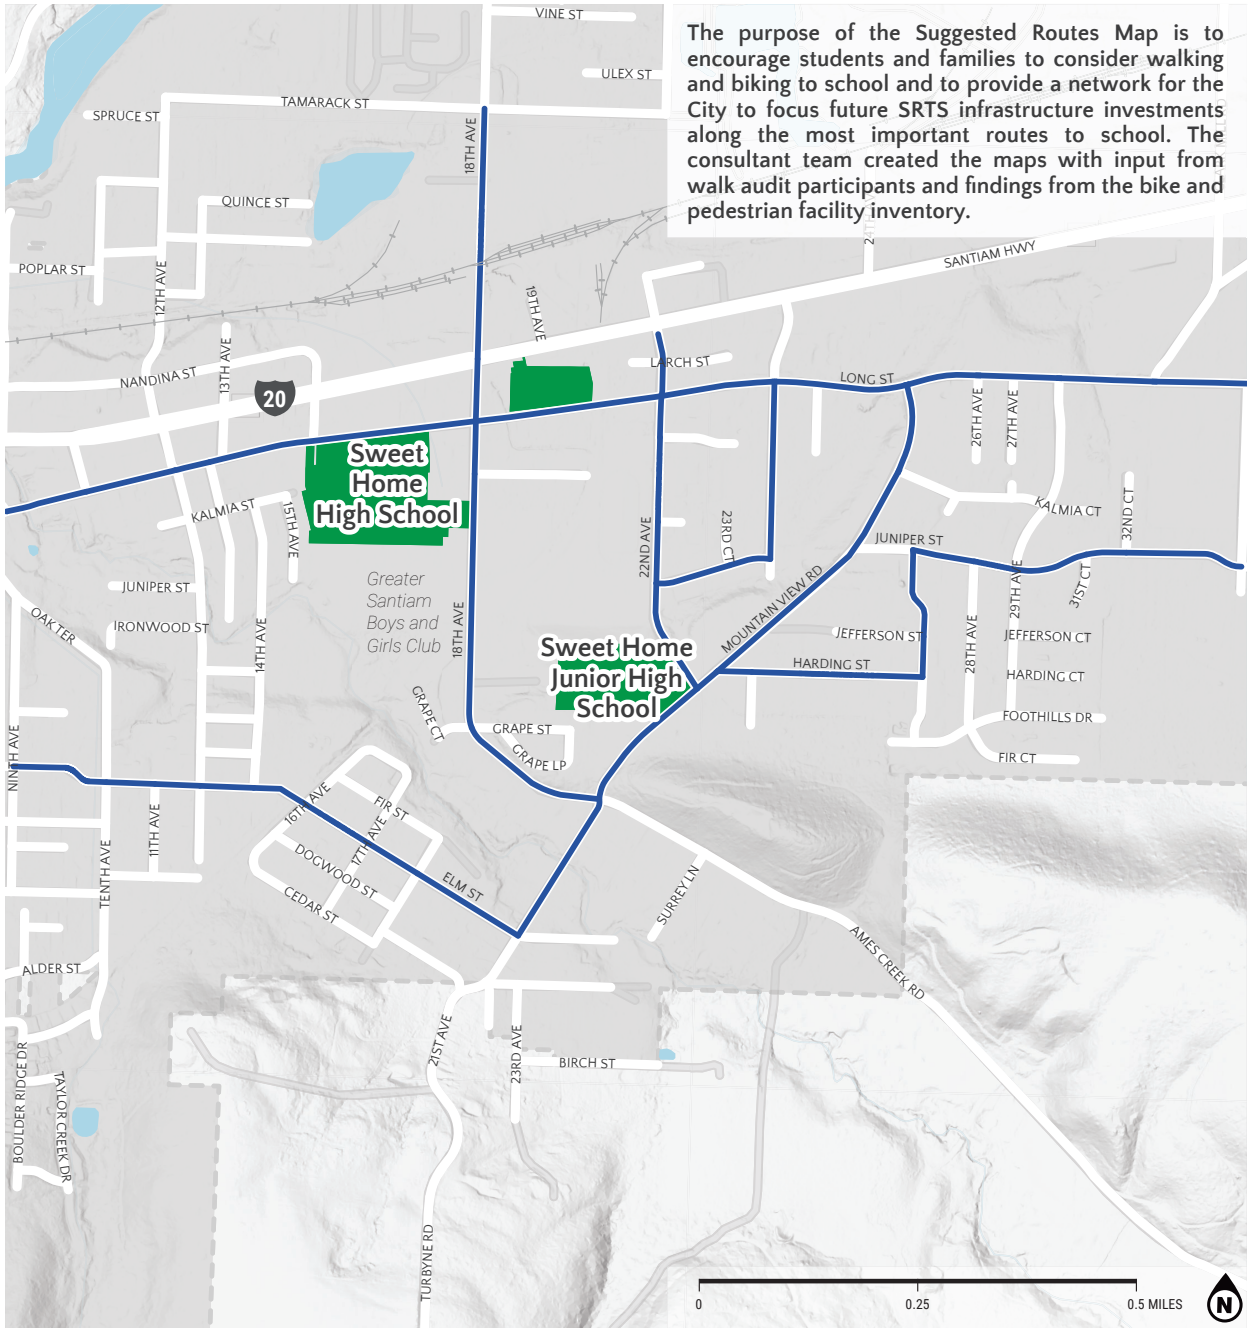 The purpose of the Suggested Routes Map is to
encourage students and families to consider walking
and biking to school and to provide a network for the
City to focus future SRTS infrastructure investments
along the most important routes to school. The
consultant team created the maps with input from
walk audit participants and findings from the bike and
pedestrian facility inventory.
VINE ST
ULEX ST
TAMARACK ST
SPRUCE ST
18TH AVE
QUINCE ST
24TH
SANTIAM HWY
POPLAR ST
12TH AVE
19TH AVE
NANDINA ST
13TH AVE
20
LARCH ST
LONG ST
26TH AVE
27TH AVE
Sweet
Home
High School
KALMIA ST
15TH AVE
KALMIA CT
32ND CT
22ND AVE
23RD CT
JUNIPER ST
MOUNTAIN VIEW RD
29TH AVE
31ST CT
JUNIPER ST
Greater
Santiam
Boys and
Girls Club
18TH AVE
OAK TER
IRONWOOD ST
14TH AVE
JEFFERSON ST
28TH AVE
JEFFERSON CT
Sweet Home
Junior High
School
HARDING ST
HARDING CT
GRAPE CT
GRAPE ST
GRAPE LP
FOOTHILLS DR
FIR CT
NINTH AVE
16TH AVE
FIR ST
11TH AVE
17TH AVE
TENTH AVE
DOGWOOD ST
CEDAR ST
ELM ST
SURREY LN
AMES CREEK RD
ALDER ST
21ST AVE
23RD AVE
BIRCH ST
BOULDER RIDGE DR
TAYLOR CREEK DR
TURBYNE RD
0
0.25
0.5 MILES
N